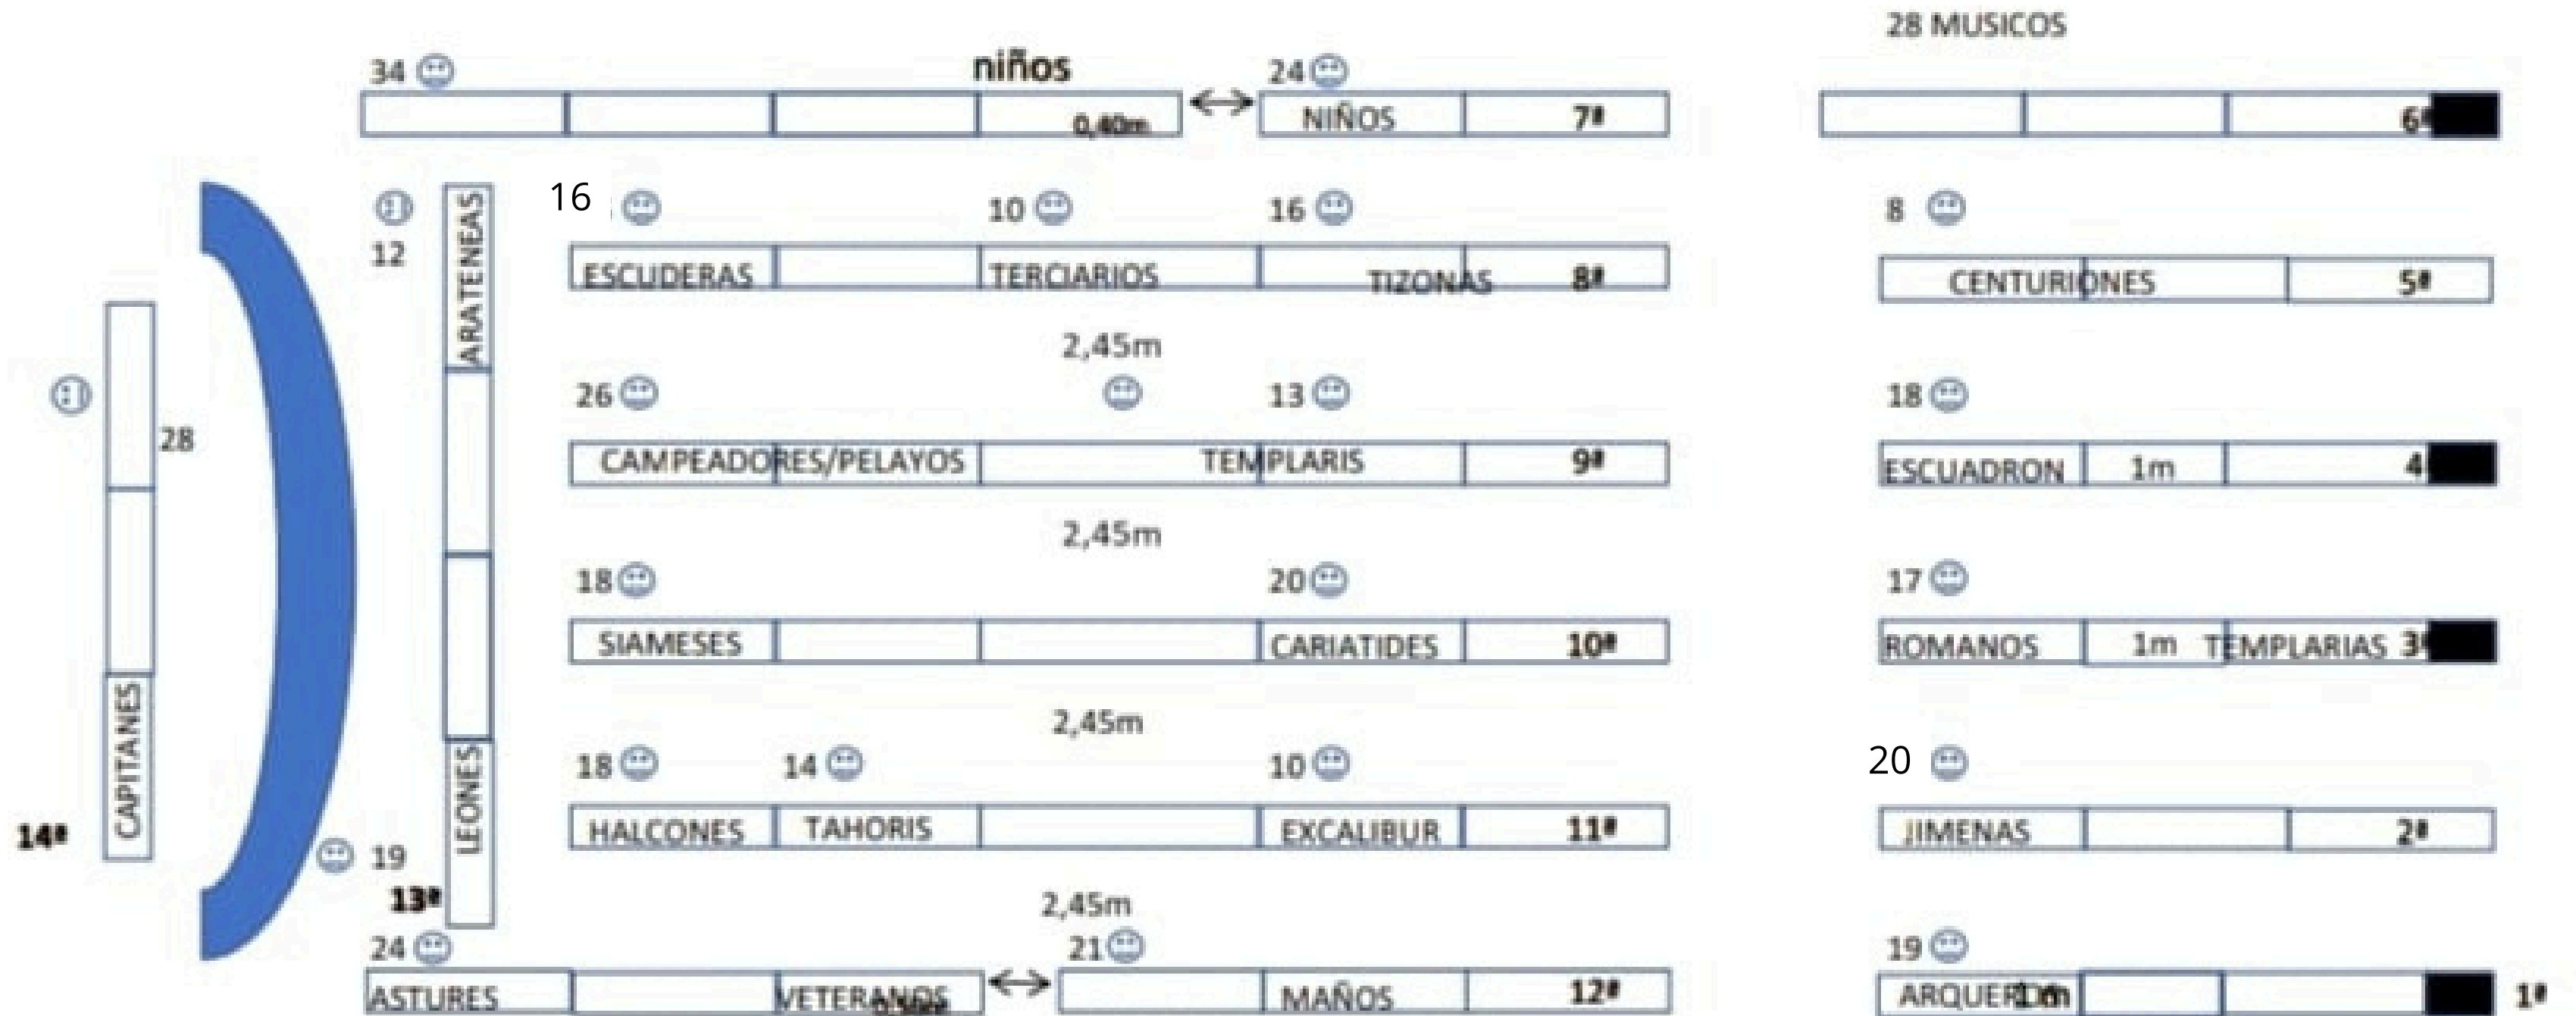 28 MUSICOS
34 niños 24
0,40m NIÑOS 7ª 6ª
16 10 16 8
12 ARATENEAS
ESCUDERAS TERCIARIOS TIZONAS 8ª CENTURIONES 5ª
2,45m
26 13 18
28
CAMPEADORES/PELAYOS TEMPLARIS 9ª ESCUADRON 1m 4
2,45m
18 20 17
SIAMESES CARIATIDES 10ª ROMANOS 1m TEMPLARIAS 3ª
2,45m
18 14 10 20
14ª CAPITANES LEONES HALCONES TAHORIS EXCALIBUR 11ª JIMENAS 2ª
19
13ª 2,45m
24 21 19
ASTURES VETERANOS MAÑOS 12ª ARQUEROS 1m 1ª